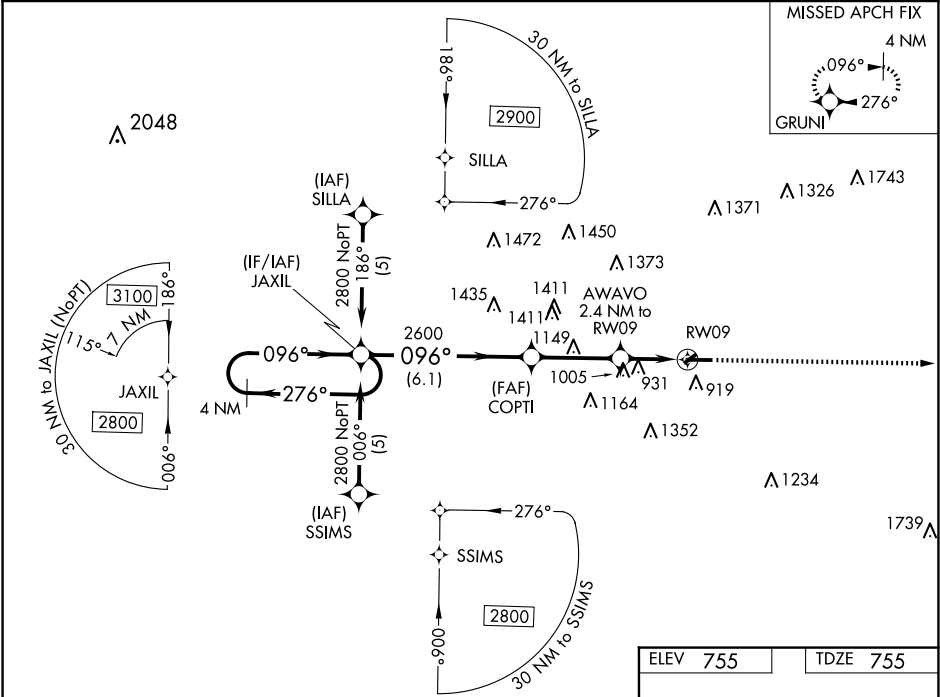 MISSED APCH FIX
4 NM
096°
276°
GRUNI
2048
186°
30 NM to SILLA
2900
SILLA
276°
(IAF)
SILLA
2800 NoPT
186°
(5)
1743
1326
1371
1472
1450
1373
(IF/IAF)
JAXIL
1435
1411
1411
1149
AWAVO
2.4 NM to
RW09
RW09
30 NM to JAXIL (NoPT)
3100
186°
7 NM
115°
JAXIL
2800
006°
096°
276°
4 NM
2600
096°
(6.1)
(FAF)
COPTI
1005
931
919
1164
1352
2800 NoPT
006°
(5)
(IAF)
SSIMS
1234
1739
276°
SSIMS
2800
006°
30 NM to SSIMS
ELEV 755
TDZE 755